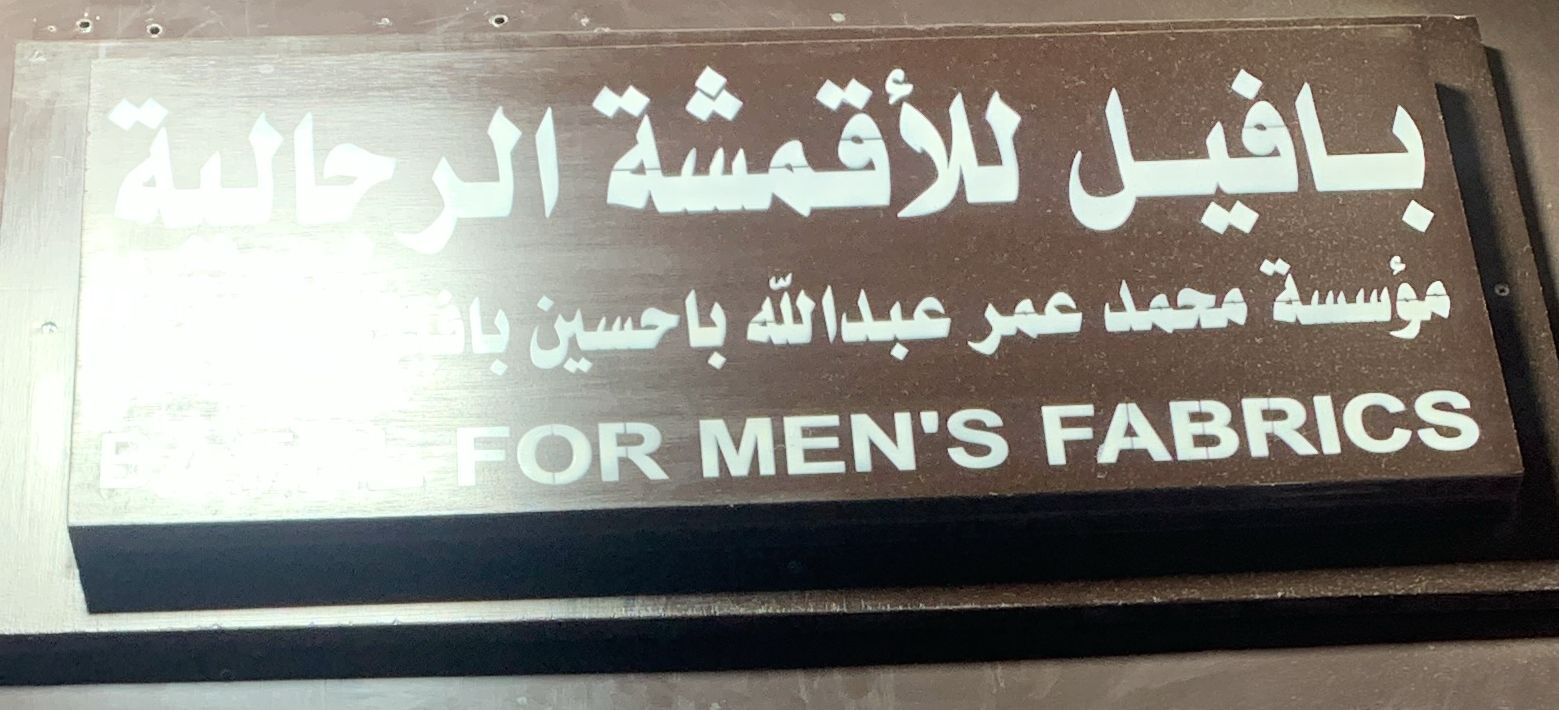 بافيل للأقمشة الرجالية
مؤسسة محمد عمر عبدالله باحسين
FOR MEN'S FABRICS